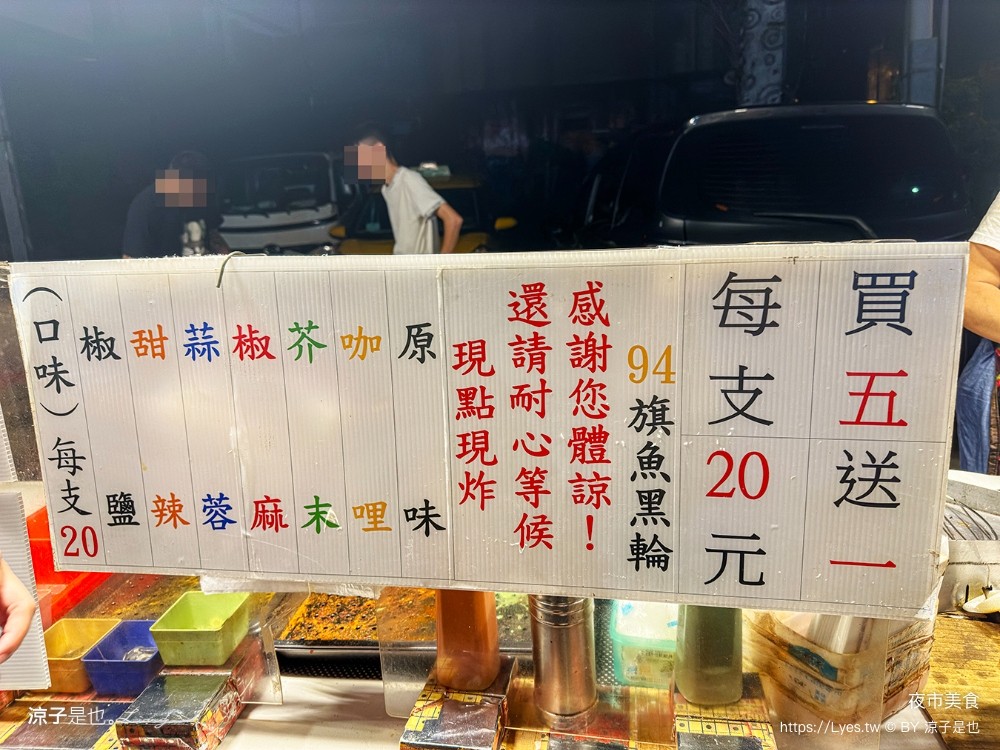 買五送一
每支20元
94旗魚黑輪
感謝您體諒！
還請耐心等候
現點現炸
原味
咖哩
芥末
椒麻
蒜蓉
甜辣
椒鹽
（口味）每支20
涼子是也。
夜市美食
https://Lyes.tw © BY 涼子是也